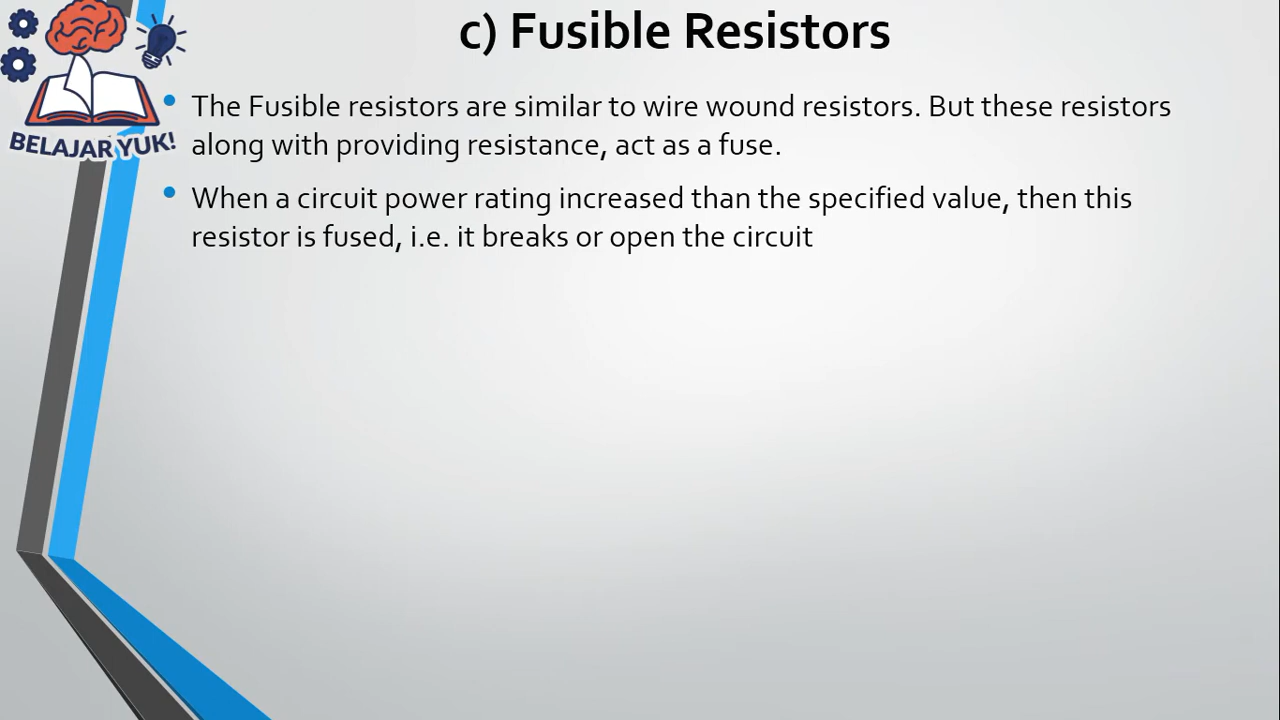 c) Fusible Resistors
BELAJAR YUK!
The Fusible resistors are similar to wire wound resistors. But these resistors
along with providing resistance, act as a fuse.
When a circuit power rating increased than the specified value, then this
resistor is fused, i.e. it breaks or open the circuit